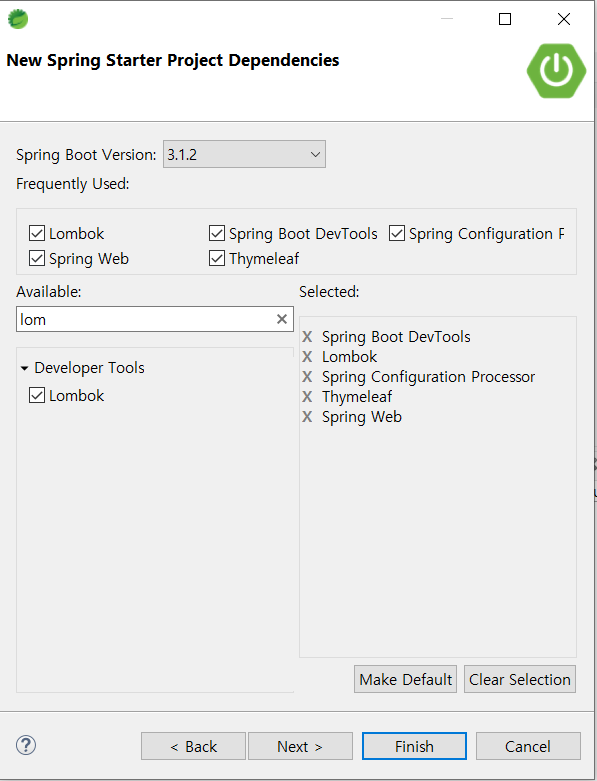 New Spring Starter Project Dependencies
Spring Boot Version: 3.1.2
Frequently Used:
Lombok Spring Boot DevTools Spring Configuration P
Spring Web Thymeleaf
Available:
lom
Developer Tools
Lombok
Selected:
X Spring Boot DevTools
X Lombok
X Spring Configuration Processor
X Thymeleaf
X Spring Web
Make Default Clear Selection
? < Back Next > Finish Cancel